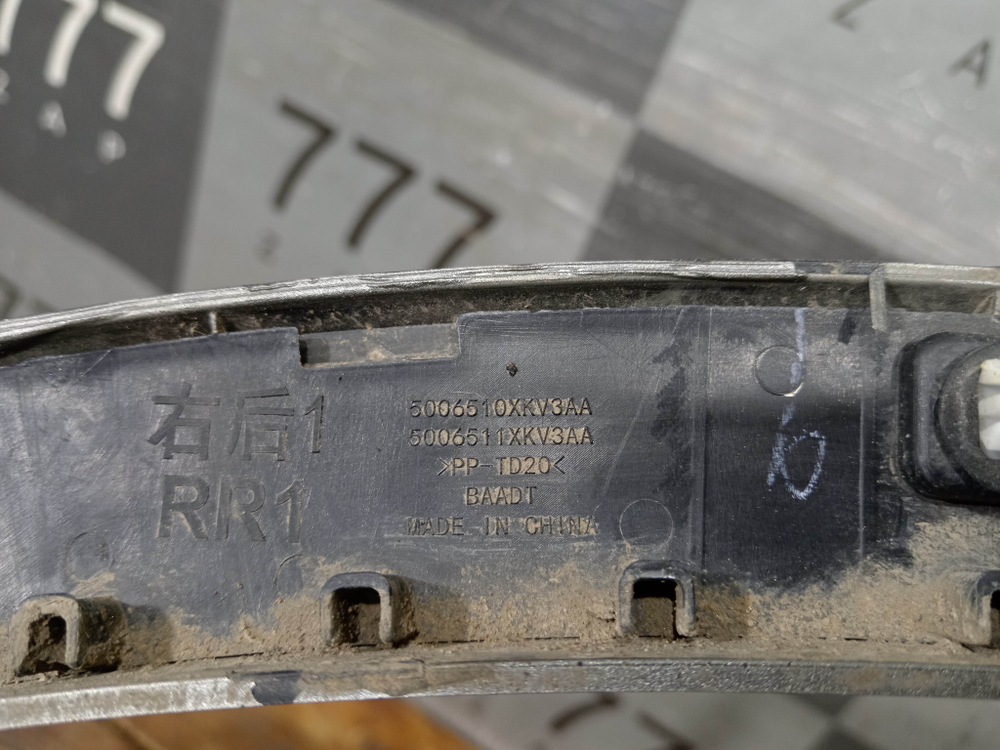 777
777
右后1
RR1
5006510XKV3AA
5006511XKV3AA
>PP-TD20<
BAADT
MADE IN CHINA